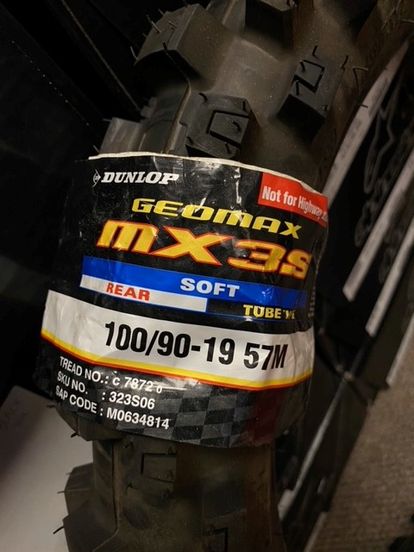 DUNLOP
Not for Highway
GEOMAX
MX3S
SOFT
REAR
100/90-19 57M
TREAD NO.: C 7872
SKU NO. : 323S06
SAP CODE : M0634814